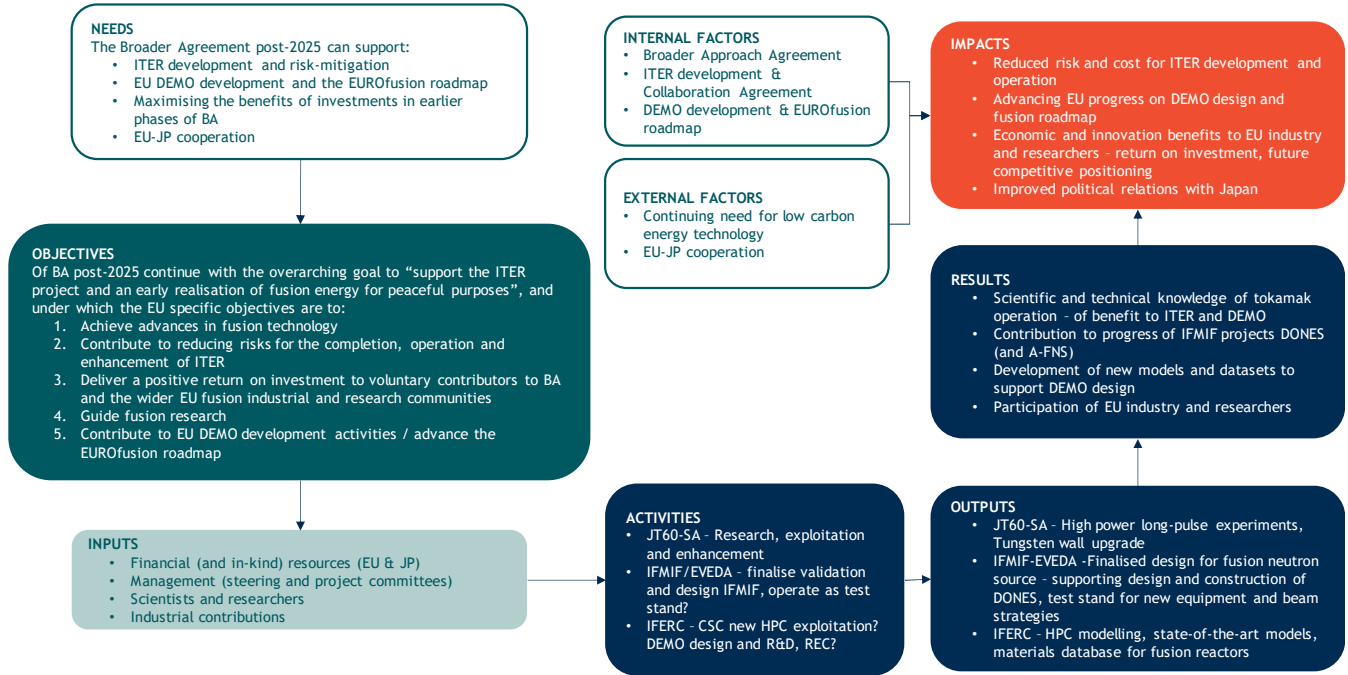 NEEDS
The Broader Agreement post-2025 can support:
• ITER development and risk-mitigation
• EU DEMO development and the EUROfusion roadmap
• Maximising the benefits of investments in earlier
phases of BA
• EU-JP cooperation
OBJECTIVES
Of BA post-2025 continue with the overarching goal to “support the ITER
project and an early realisation of fusion energy for peaceful purposes”, and
under which the EU specific objectives are to:
1. Achieve advances in fusion technology
2. Contribute to reducing risks for the completion, operation and
enhancement of ITER
3. Deliver a positive return on investment to voluntary contributors to BA
and the wider EU fusion industrial and research communities
4. Guide fusion research
5. Contribute to EU DEMO development activities / advance the
EUROfusion roadmap
INPUTS
• Financial (and in-kind) resources (EU & JP)
• Management (steering and project committees)
• Scientists and researchers
• Industrial contributions
INTERNAL FACTORS
• Broader Approach Agreement
• ITER development &
Collaboration Agreement
• DEMO development & EUROfusion
roadmap
EXTERNAL FACTORS
• Continuing need for low carbon
energy technology
• EU-JP cooperation
ACTIVITIES
• JT60-SA – Research, exploitation
and enhancement
• IFMIF/EVEDA – finalise validation
and design IFMIF, operate as test
stand?
• IFERC – CSC new HPC exploitation?
DEMO design and R&D, REC?
IMPACTS
• Reduced risk and cost for ITER development and
operation
• Advancing EU progress on DEMO design and
fusion roadmap
• Economic and innovation benefits to EU industry
and researchers – return on investment, future
competitive positioning
• Improved political relations with Japan
RESULTS
• Scientific and technical knowledge of tokamak
operation – of benefit to ITER and DEMO
• Contribution to progress of IFMIF projects DONES
(and A-FNS)
• Development of new models and datasets to
support DEMO design
• Participation of EU industry and researchers
OUTPUTS
• JT60-SA – High power long-pulse experiments,
Tungsten wall upgrade
• IFMIF-EVEDA -Finalised design for fusion neutron
source – supporting design and construction of
DONES, test stand for new equipment and beam
strategies
• IFERC – HPC modelling, state-of-the-art models,
materials database for fusion reactors